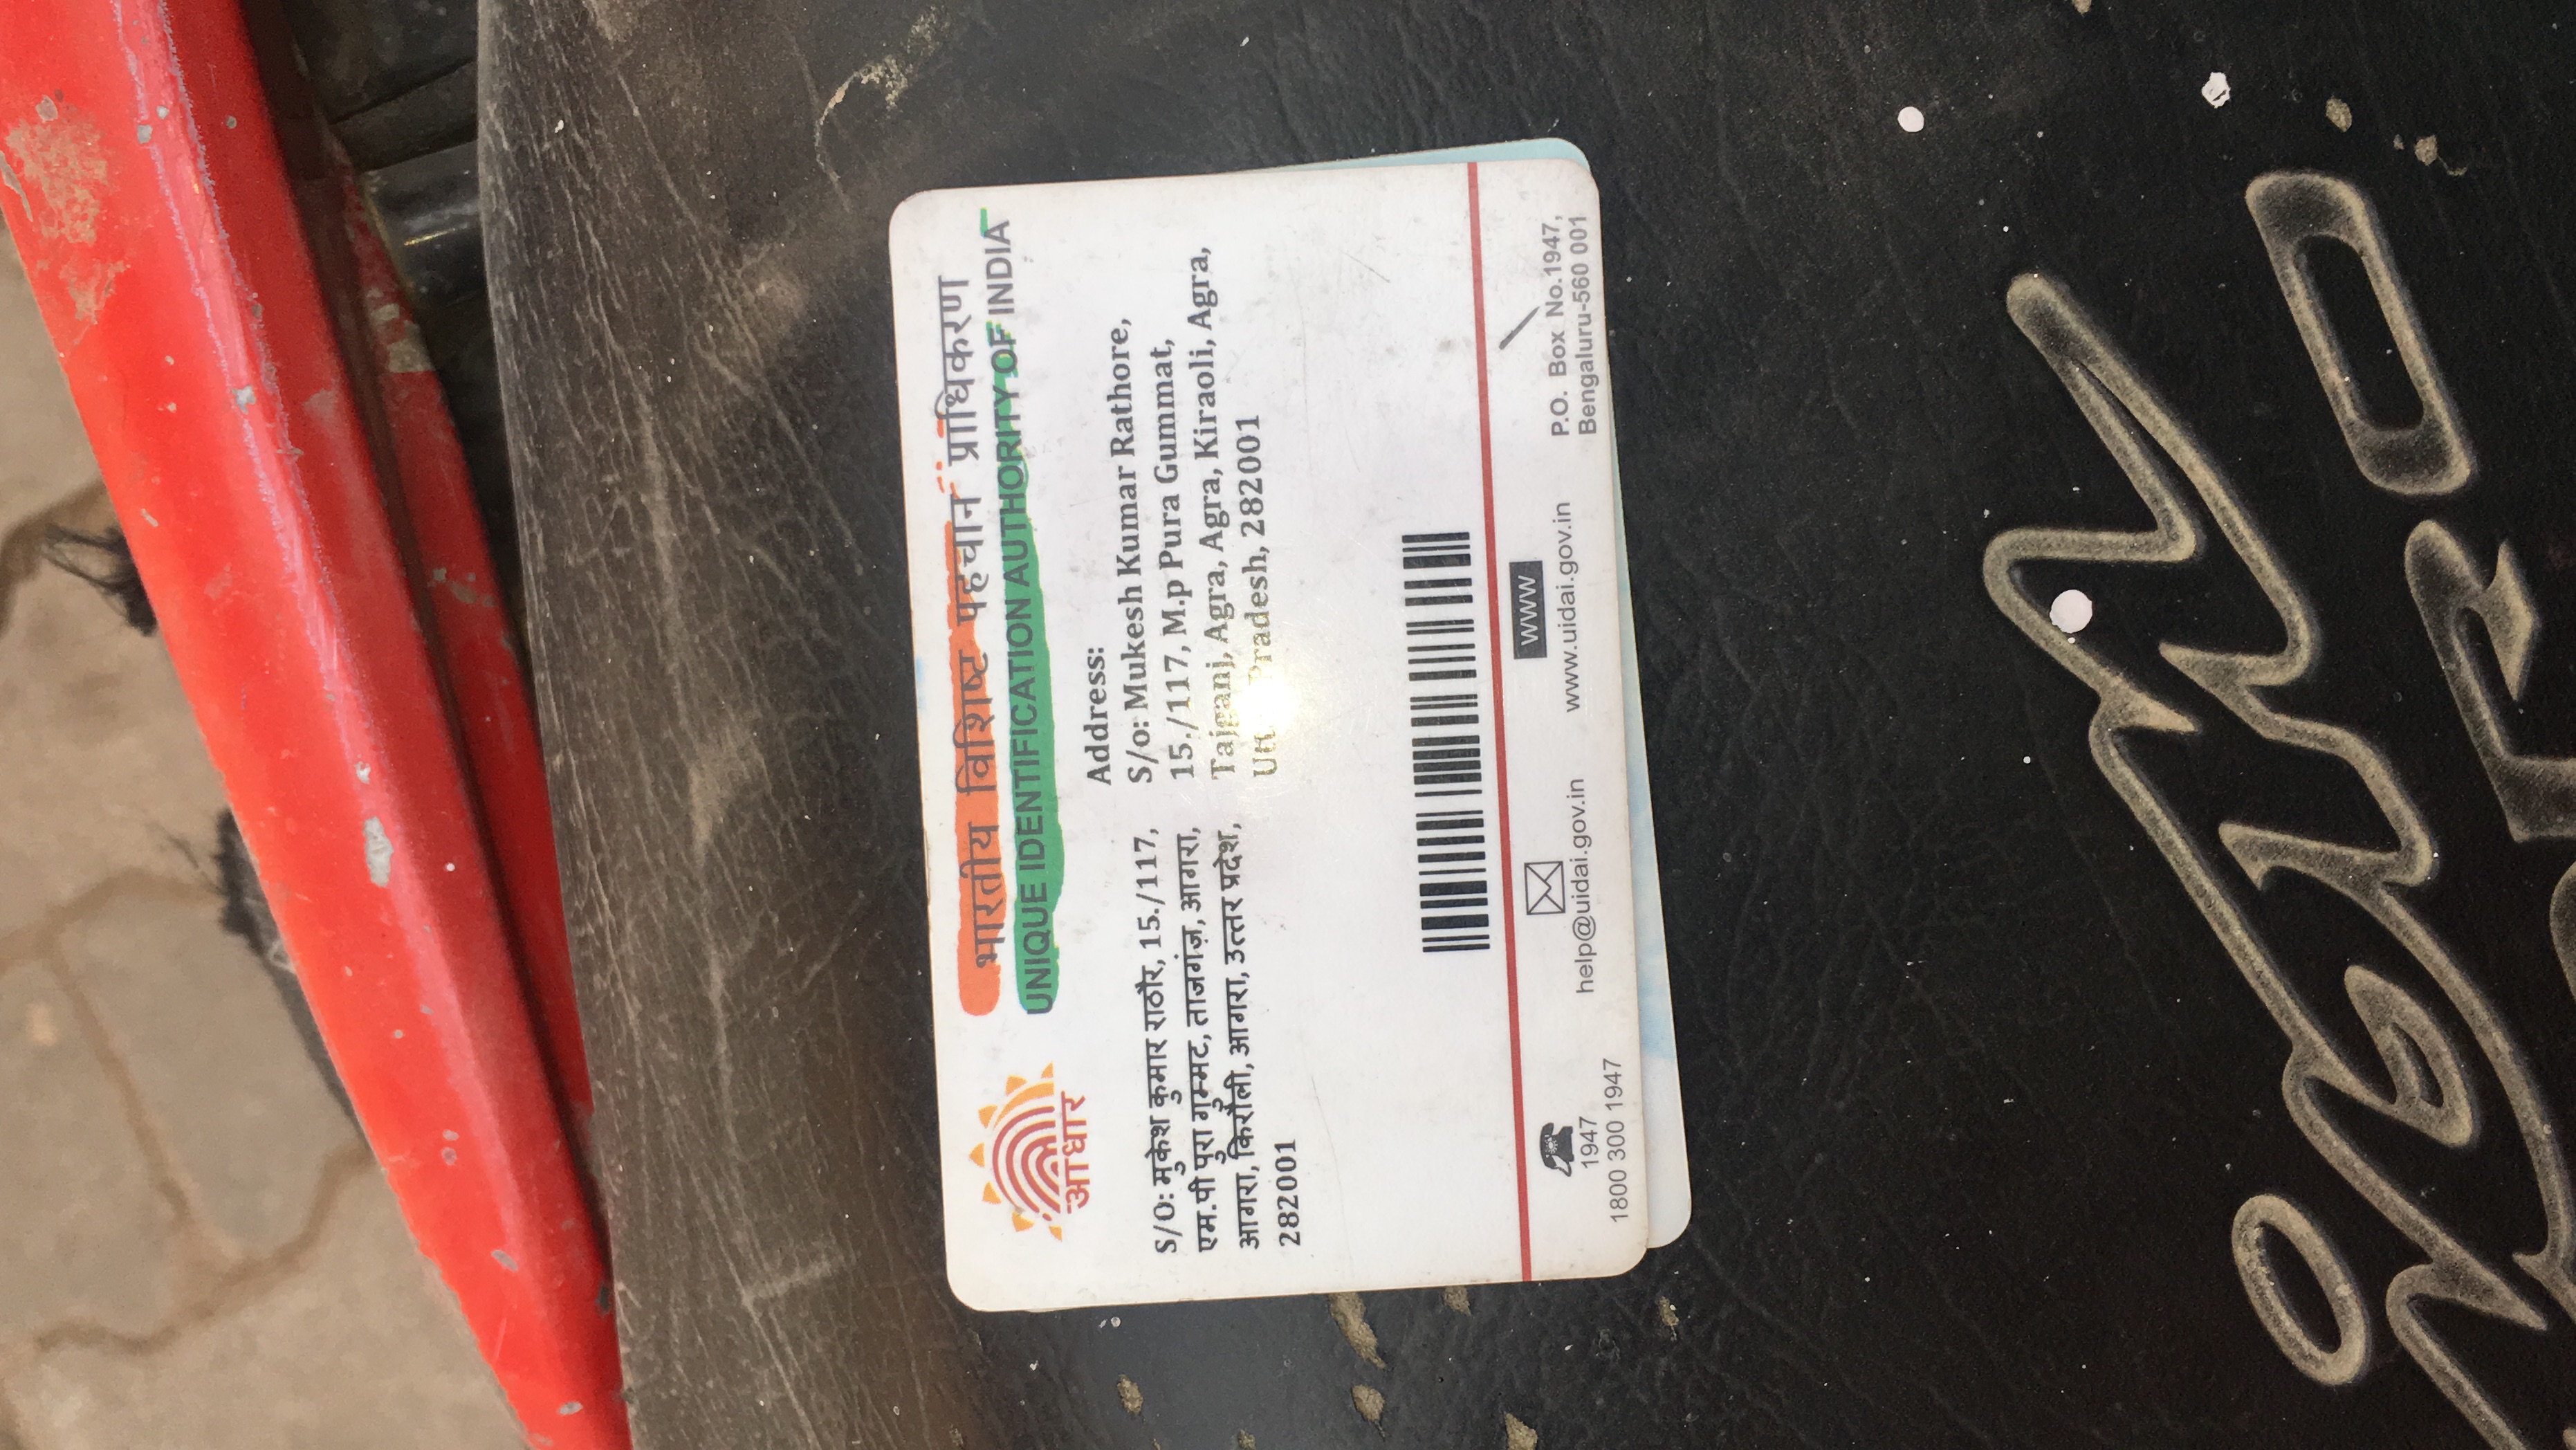 भारतीय विशिष्ट पहचान प्राधिकरण
UNIQUE IDENTIFICATION AUTHORITY OF INDIA
आधार
S/O: मुकेश कुमार राठौर, 15./117,
एम.पी पुरा गुम्मट, ताजगंज़, आगरा,
आगरा, किरौली, आगरा, उत्तर प्रदेश,
282001
Address:
S/o: Mukesh Kumar Rathore,
15./117, M.p Pura Gummat,
Tajganj, Agra, Agra, Kiraoli, Agra,
Pradesh, 282001
1947
1800 300 1947
help@uidai.gov.in
WWW
www.uidai.gov.in
P.O. Box No.1947,
Bengaluru-560 001